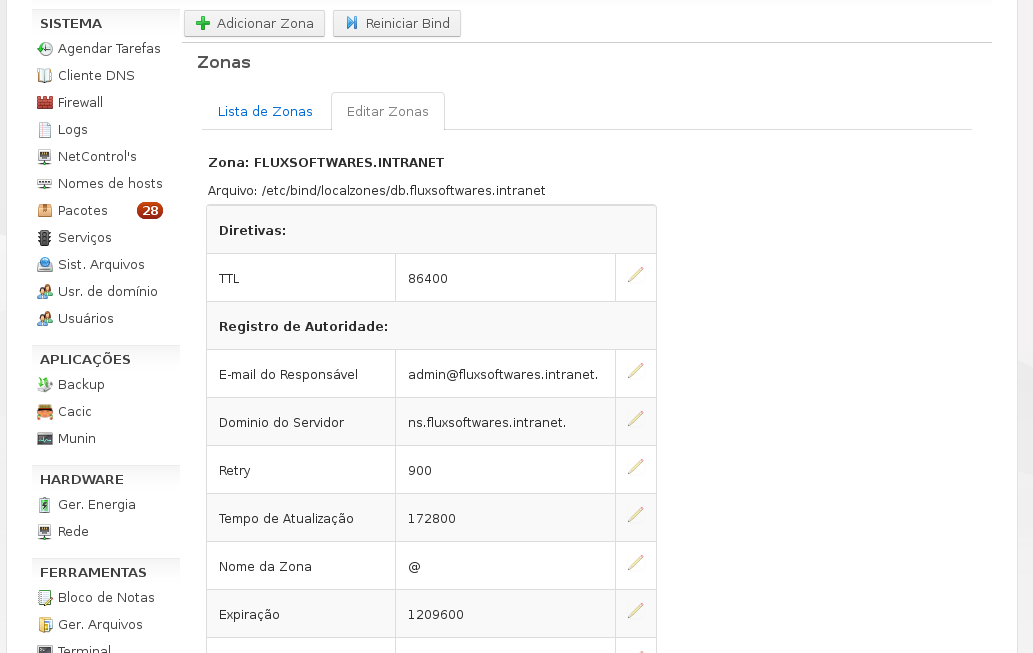 SISTEMA
Agendar Tarefas
Cliente DNS
Firewall
Logs
NetControl's
Nomes de hosts
Pacotes 28
Serviços
Sist. Arquivos
Usr. de domínio
Usuários
APLICAÇÕES
Backup
Cacic
Munin
HARDWARE
Ger. Energia
Rede
FERRAMENTAS
Bloco de Notas
Ger. Arquivos
Terminal
Adicionar Zona
Reiniciar Bind
Zonas
Lista de Zonas
Editar Zonas
Zona: FLUXSOFTWARES.INTRANET
Arquivo: /etc/bind/localzones/db.fluxsoftwares.intranet
Diretivas:
TTL 86400
Registro de Autoridade:
E-mail do Responsável admin@fluxsoftwares.intranet.
Dominio do Servidor ns.fluxsoftwares.intranet.
Retry 900
Tempo de Atualização 172800
Nome da Zona @
Expiração 1209600